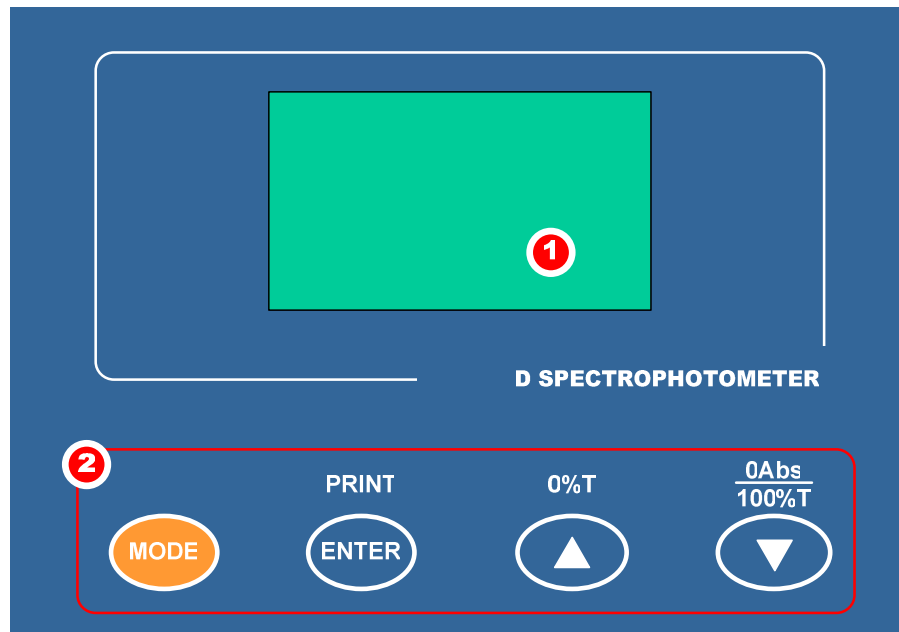 1
D SPECTROPHOTOMETER
2
PRINT 0%T 0Abs
100%T
MODE ENTER